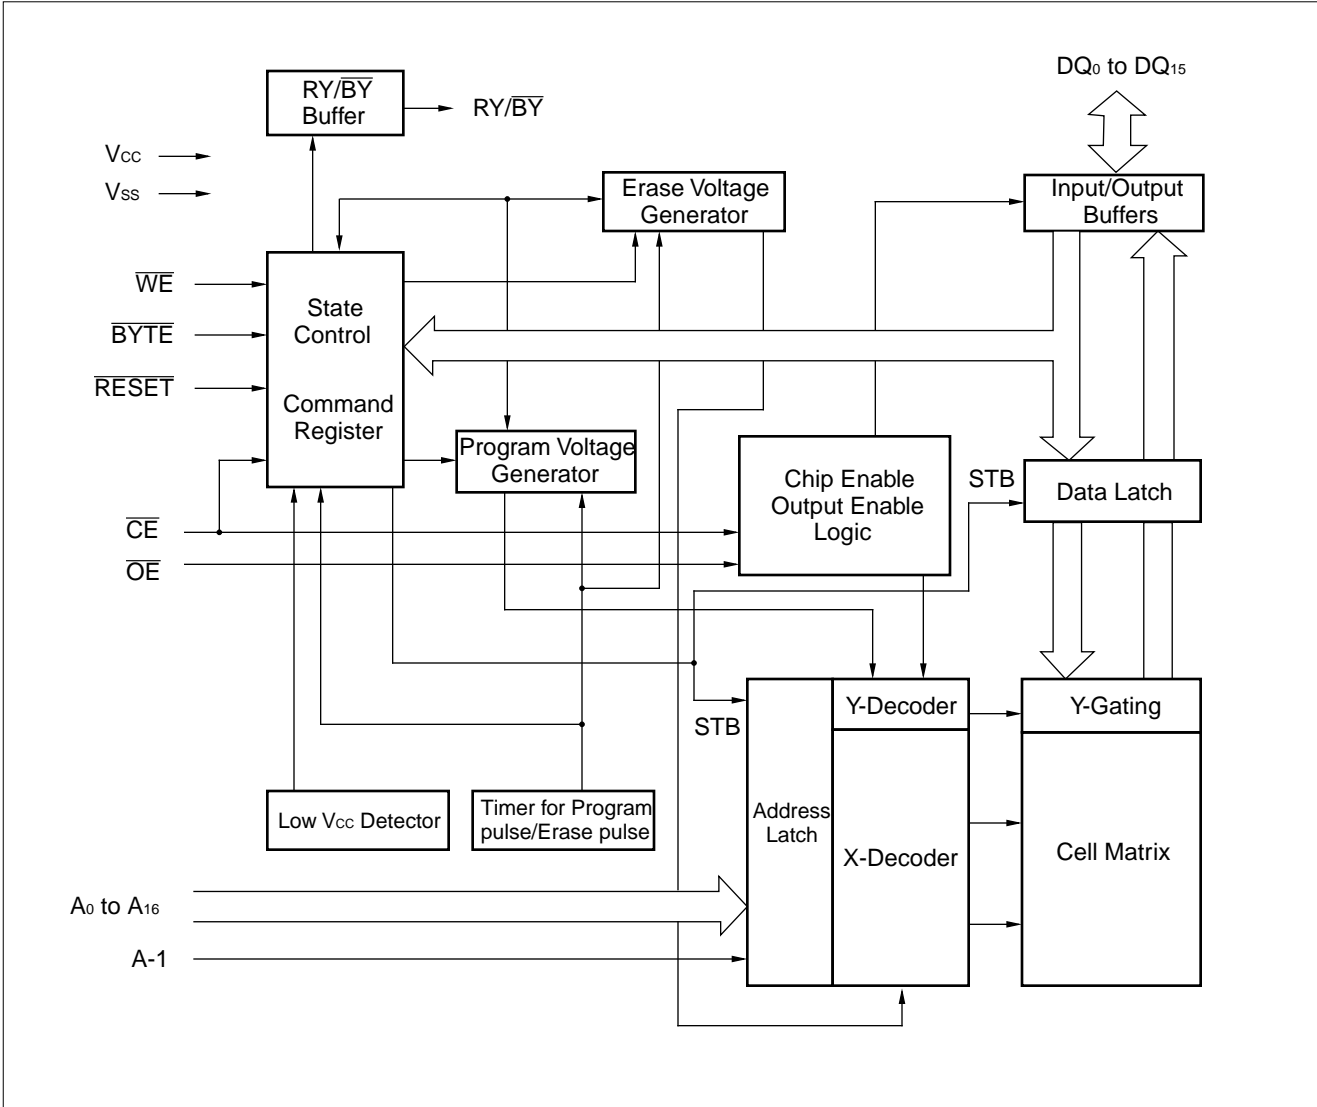 RY/BY
Buffer
RY/BY
DQ0 to DQ15
VCC
VSS
Erase Voltage
Generator
Input/Output
Buffers
WE
BYTE
RESET
State
Control
Command
Register
Program Voltage
Generator
Chip Enable
Output Enable
Logic
STB
Data Latch
CE
OE
STB
Y-Decoder
Y-Gating
Low VCC Detector
Timer for Program
pulse/Erase pulse
Address
Latch
X-Decoder
Cell Matrix
A0 to A16
A-1